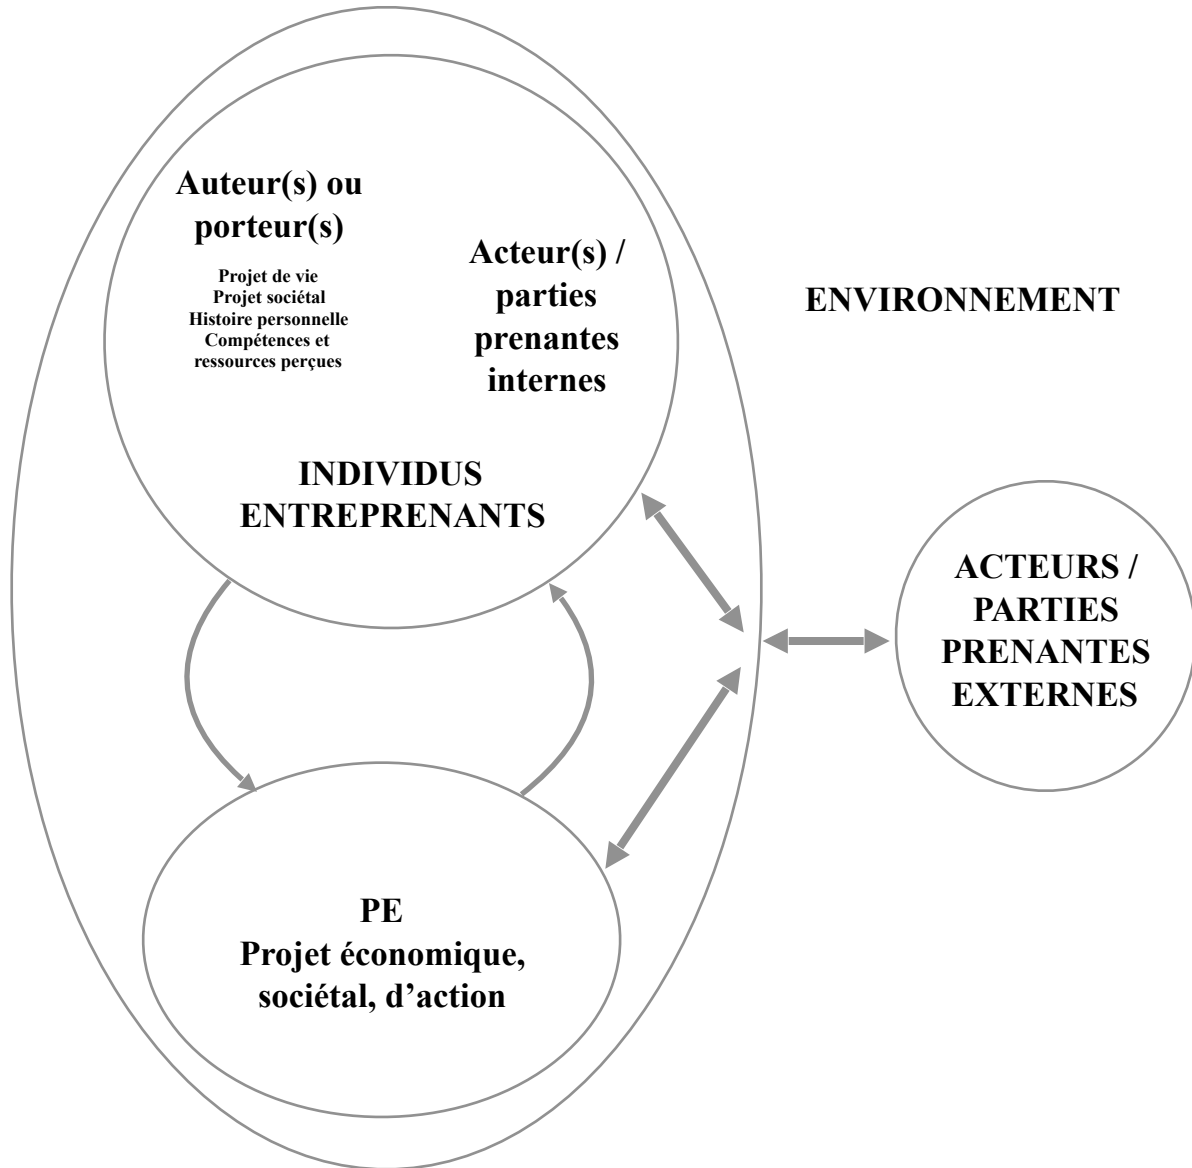 Auteur(s) ou
porteur(s)
Projet de vie
Projet sociétal
Histoire personnelle
Compétences et
ressources perçues
Acteur(s) /
parties
prenantes
internes
INDIVIDUS
ENTREPRENANTS
ENVIRONNEMENT
ACTEURS /
PARTIES
PRENANTES
EXTERNES
PE
Projet économique,
sociétal, d’action